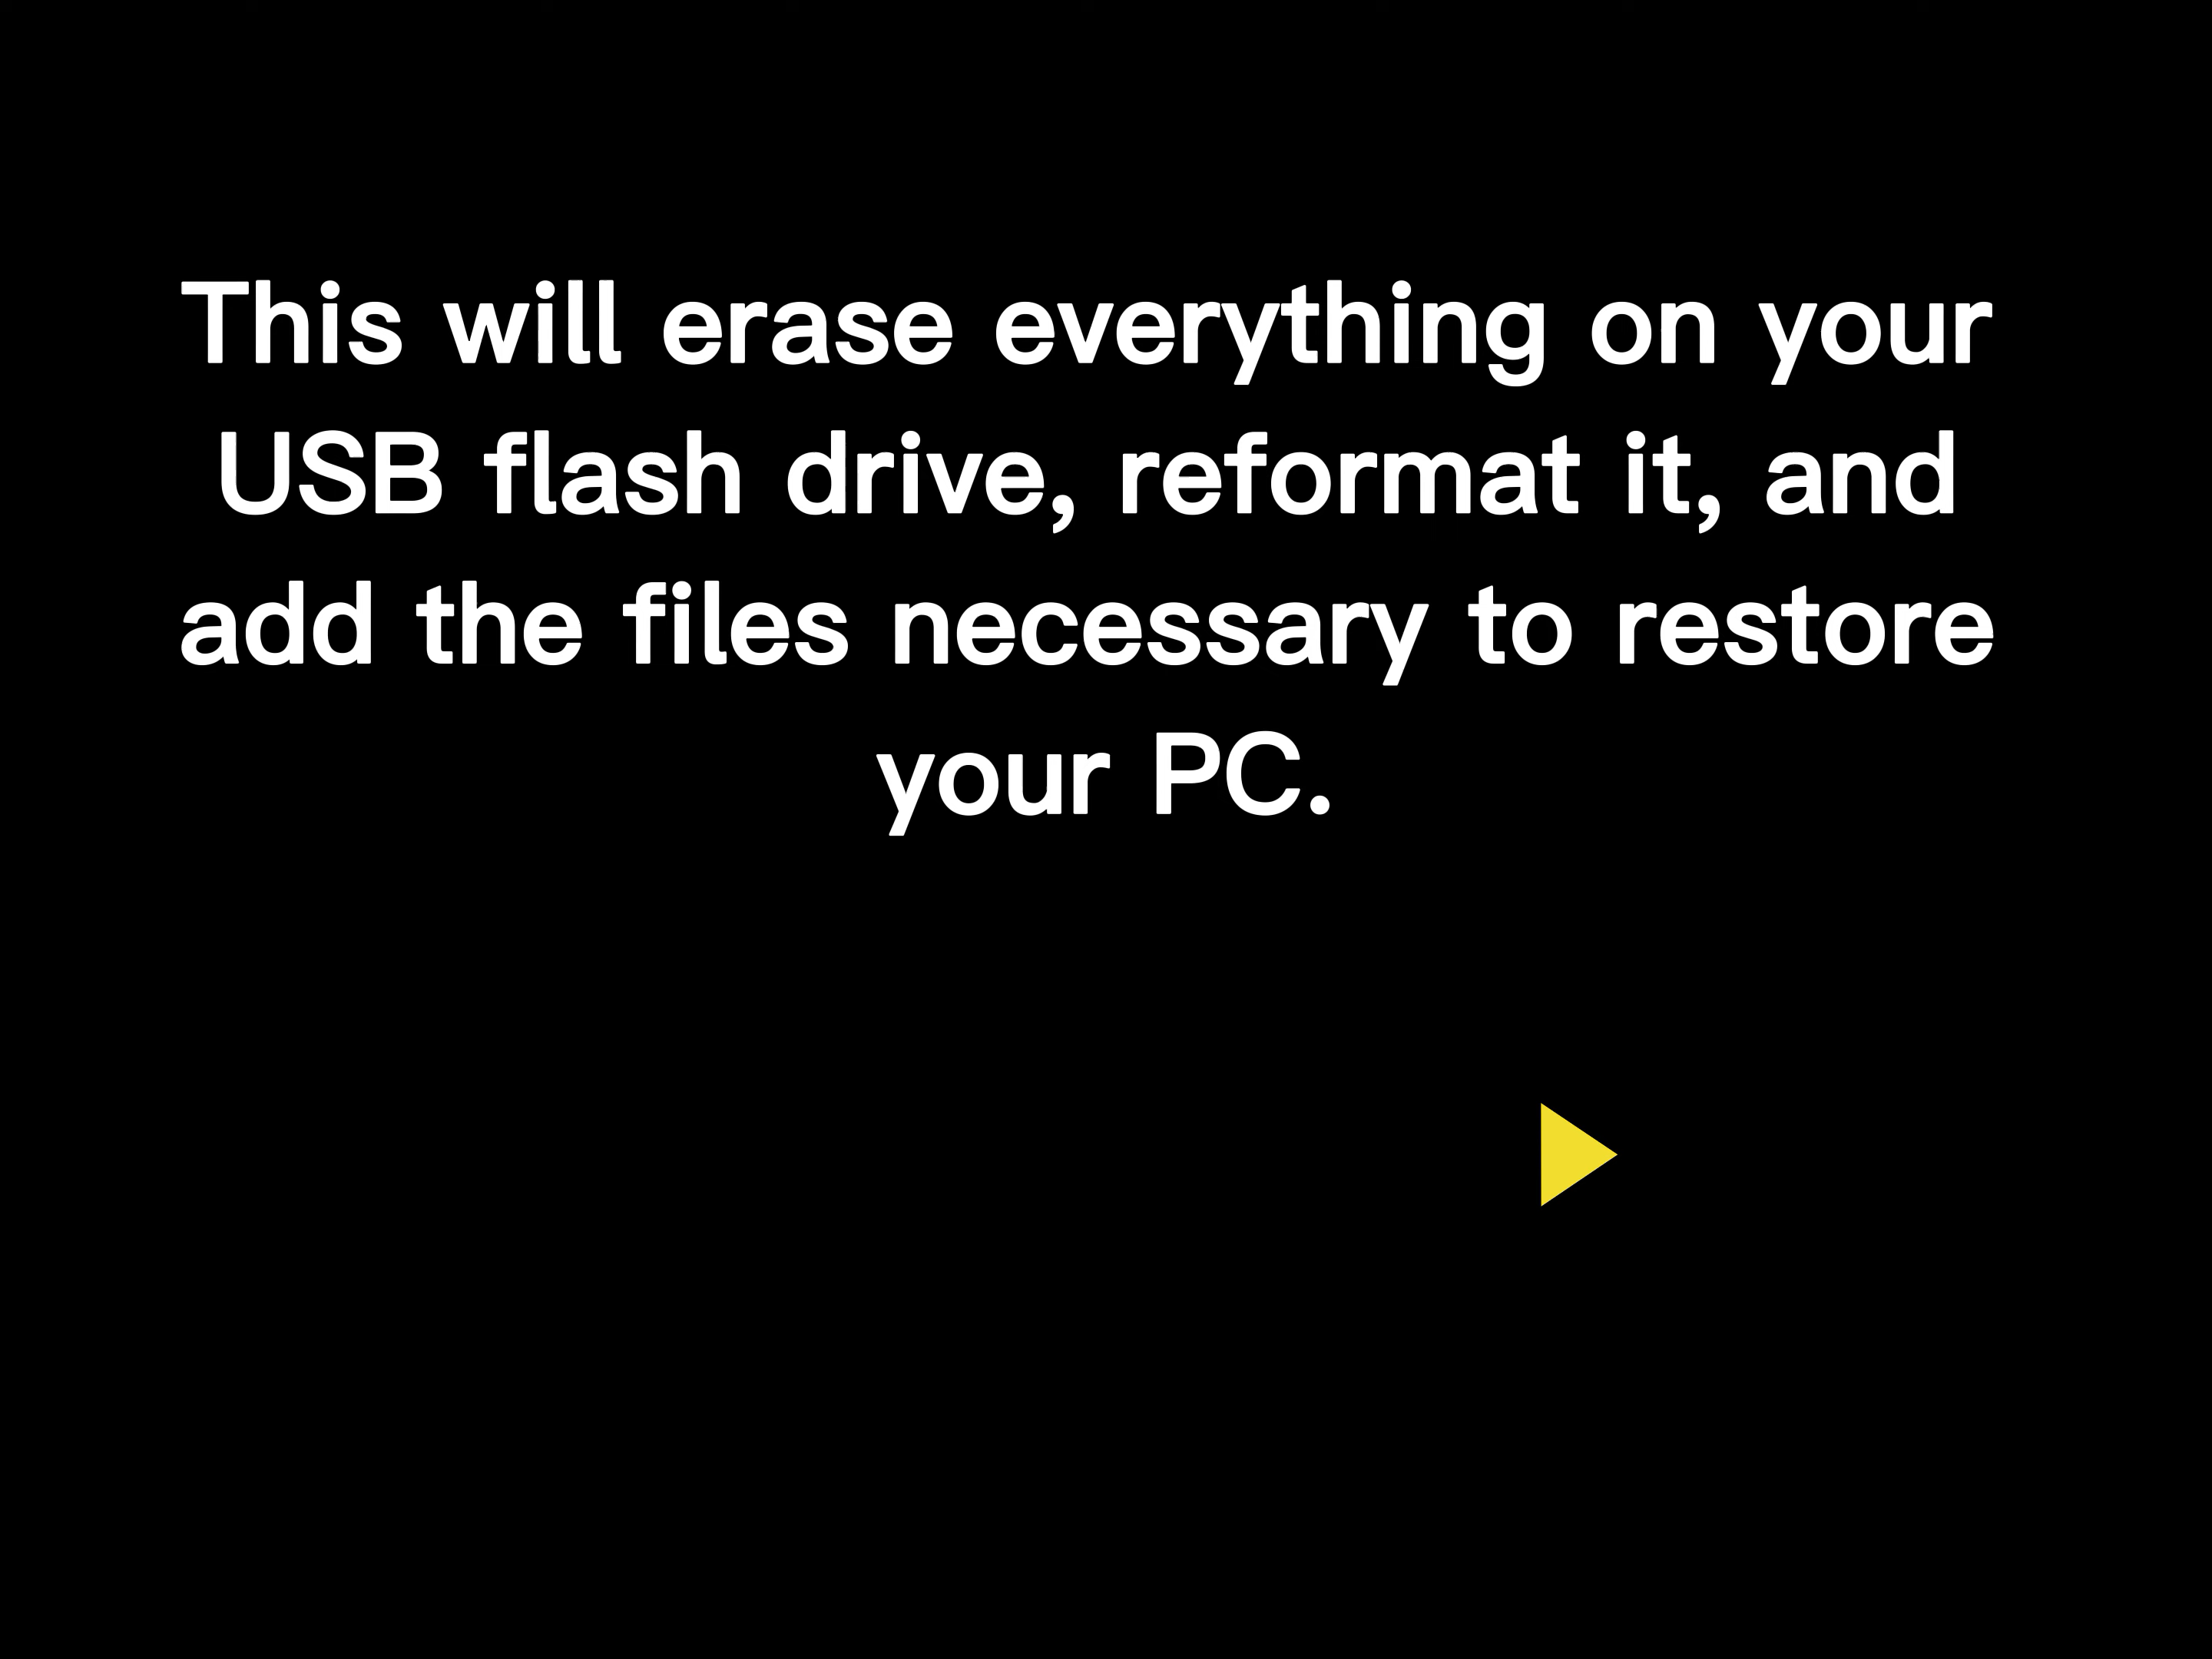 This will erase everything on your
USB flash drive, reformat it, and
add the files necessary to restore
your PC.